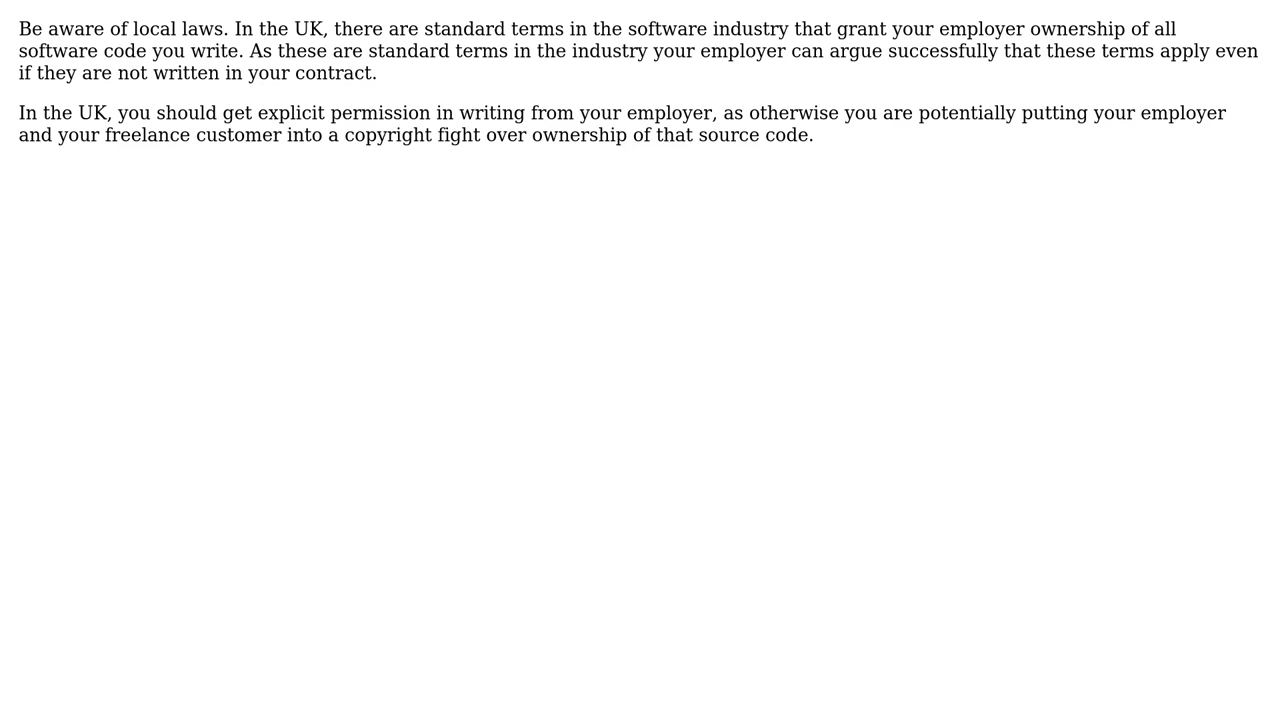 Be aware of local laws. In the UK, there are standard terms in the software industry that grant your employer ownership of all
software code you write. As these are standard terms in the industry your employer can argue successfully that these terms apply even
if they are not written in your contract.
In the UK, you should get explicit permission in writing from your employer, as otherwise you are potentially putting your employer
and your freelance customer into a copyright fight over ownership of that source code.